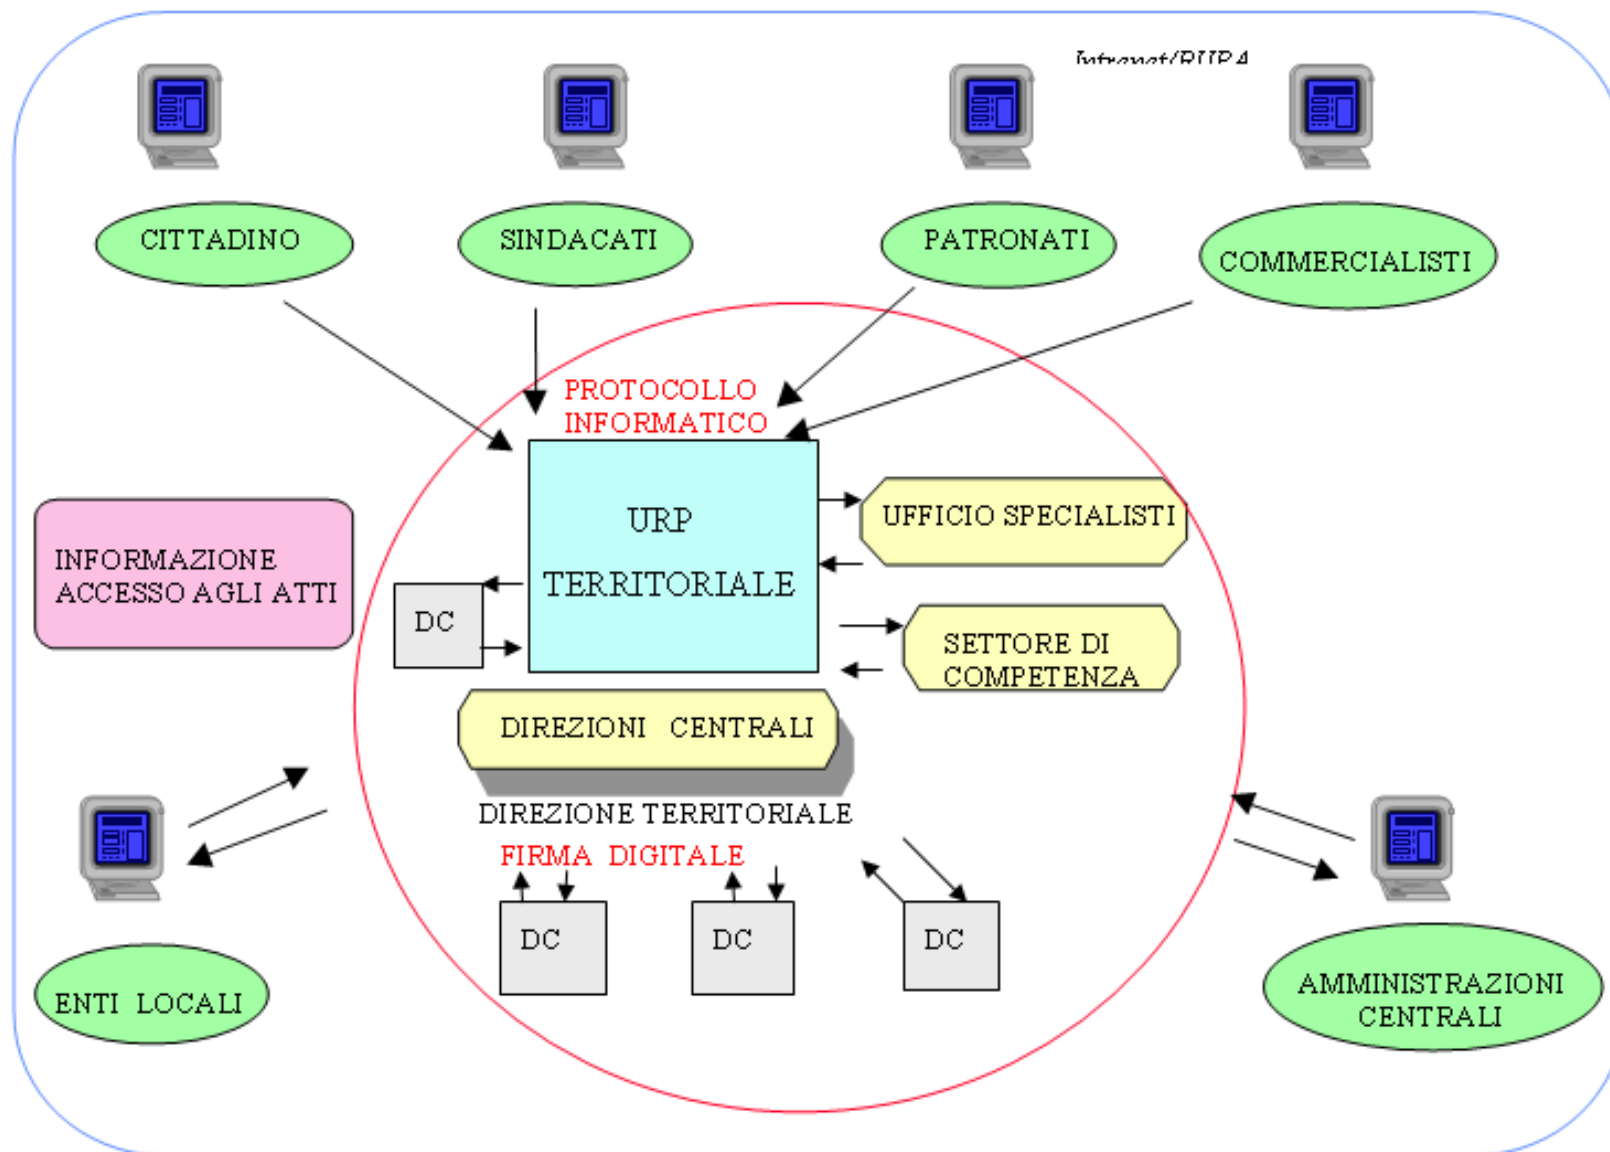 Intranet/RUPA
CITTADINO
SINDACATI
PATRONATI
COMMERCIALISTI
PROTOCOLLO
INFORMATICO
URP
TERRITORIALE
UFFICIO SPECIALISTI
INFORMAZIONE
ACCESSO AGLI ATTI
DC
SETTORE DI
COMPETENZA
DIREZIONI CENTRALI
DIREZIONE TERRITORIALE
FIRMA DIGITALE
DC
DC
DC
ENTI LOCALI
AMMINISTRAZIONI
CENTRALI